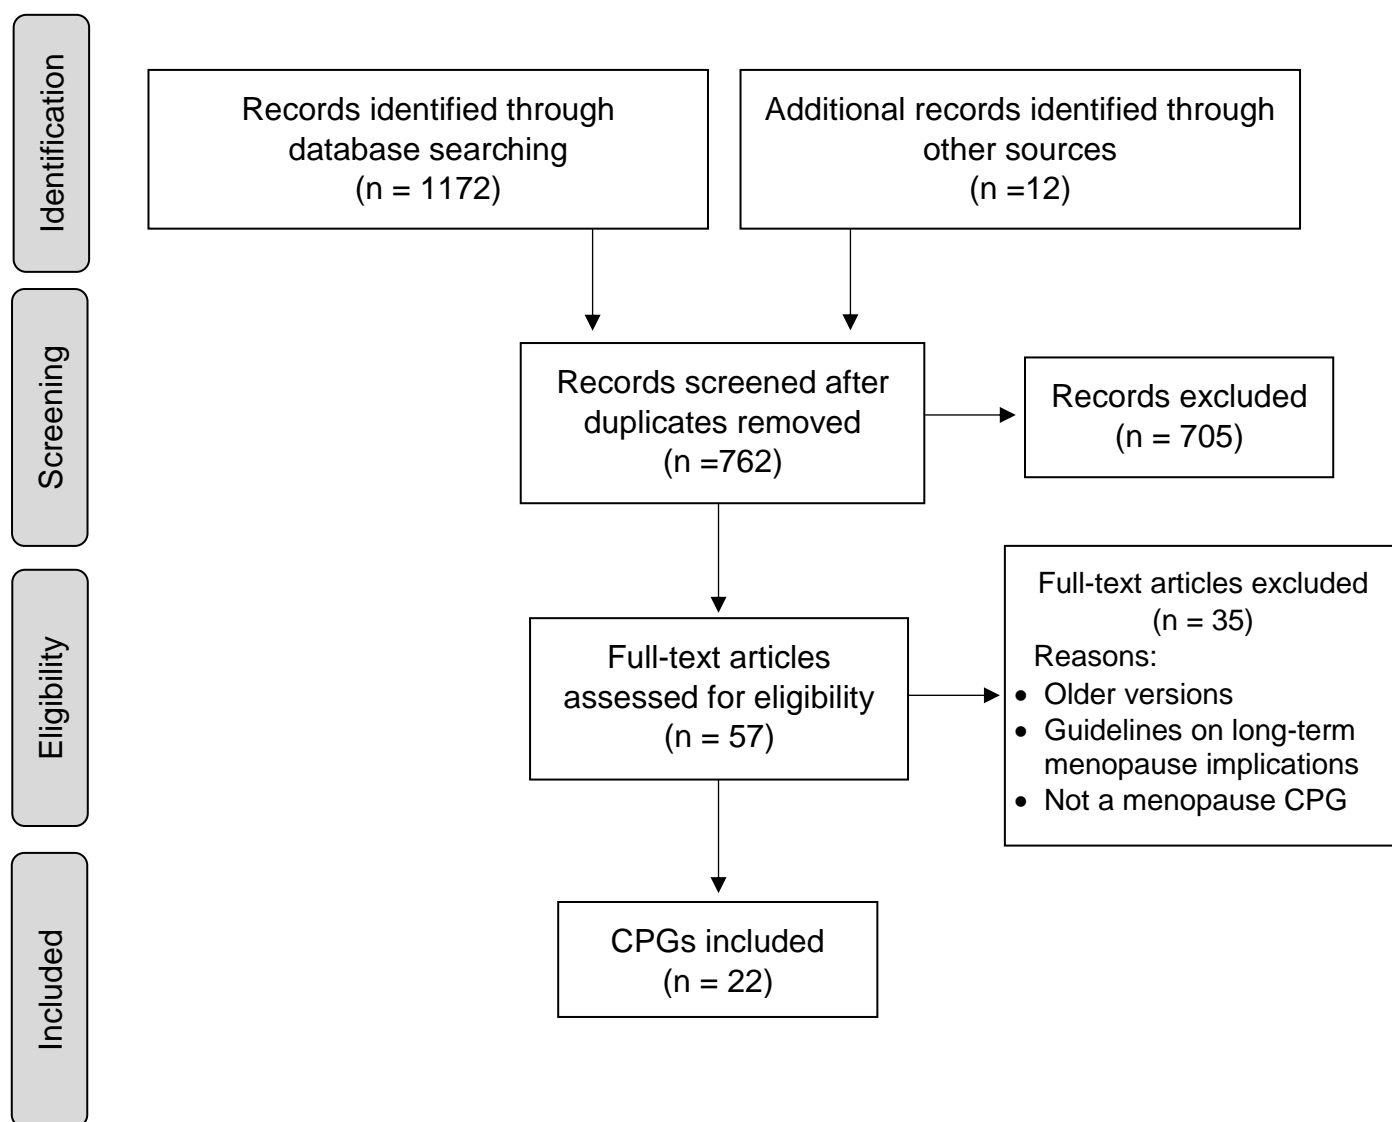 Identification
Records identified through
database searching
(n = 1172)
Additional records identified through
other sources
(n =12)
Screening
Records screened after
duplicates removed
(n =762)
Records excluded
(n = 705)
Eligibility
Full-text articles
assessed for eligibility
(n = 57)
Full-text articles excluded
(n = 35)
Reasons:
• Older versions
• Guidelines on long-term
menopause implications
• Not a menopause CPG
Included
CPGs included
(n = 22)